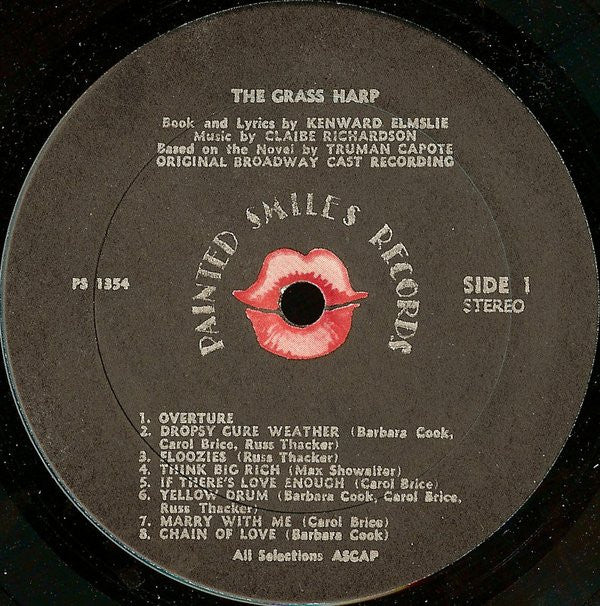 THE GRASS HARP
Book and Lyrics by KENWARD ELMSLIE
Music by CLAIBE RICHARDSON
Based on the Novel by TRUMAN CAPOTE
ORIGINAL BROADWAY CAST RECORDING
PAINTED SMILES RECORDS
PS 1354
SIDE 1
STEREO
1. OVERTURE
2. DROPSY CURE WEATHER (Barbara Cook,
Carol Brice, Russ Thacker)
3. FLOOZIES (Russ Thacker)
4. THINK BIG RICH (Max Showalter)
5. IF THERE'S LOVE ENOUGH (Carol Brice)
6. YELLOW DRUM (Barbara Cook, Carol Brice,
Russ Thacker)
7. MARRY WITH ME (Carol Brice)
8. CHAIN OF LOVE (Barbara Cook)
All Selections ASCAP